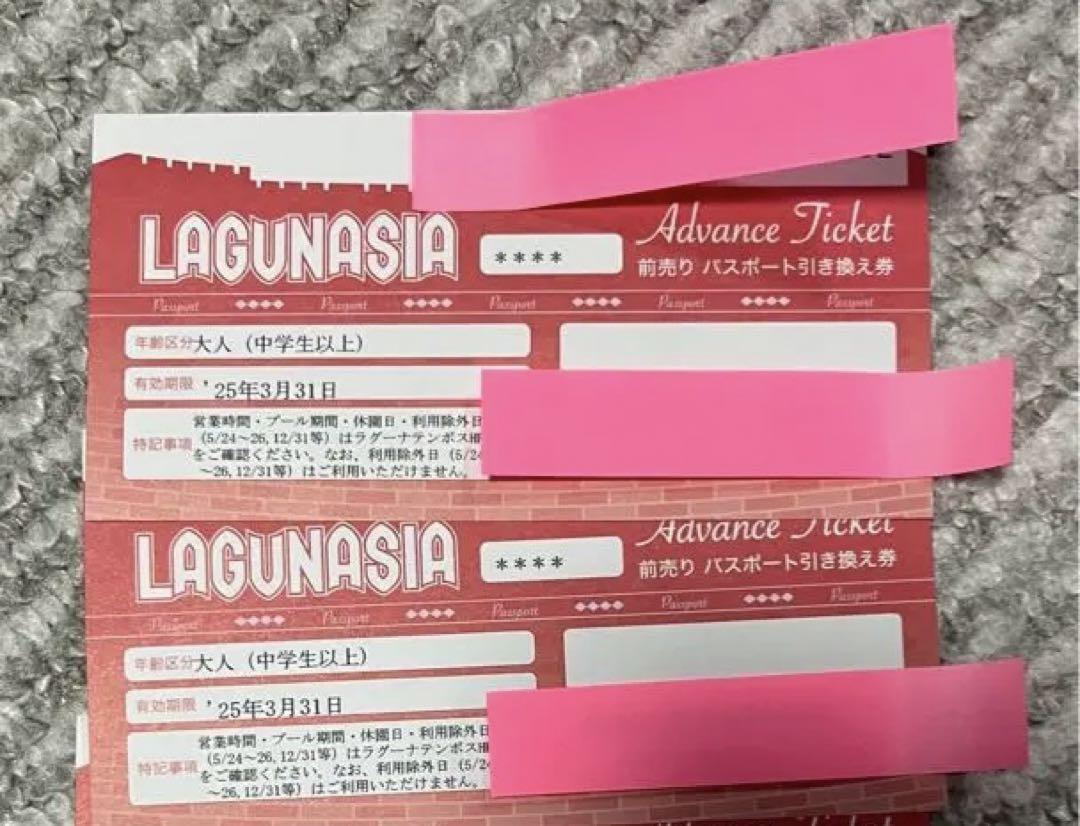 LAGUNASIA
****
Advance Ticket
前売り パスポート引き換え券
Passport Passport Passport Passport Passport
年齢区分 大人（中学生以上）
有効期限 '25年3月31日
特記事項
営業時間・プール期間・休園日・利用除外日
（5/24～26, 12/31等）はラグーナテンボスHP
をご確認ください。なお、利用除外日（5/24
～26, 12/31等）はご利用いただけません。
LAGUNASIA
****
Advance Ticket
前売り パスポート引き換え券
Passport Passport Passport Passport Passport
年齢区分 大人（中学生以上）
有効期限 '25年3月31日
特記事項
営業時間・プール期間・休園日・利用除外日
（5/24～26, 12/31等）はラグーナテンボスHP
をご確認ください。なお、利用除外日（5/24
～26, 12/31等）はご利用いただけません。